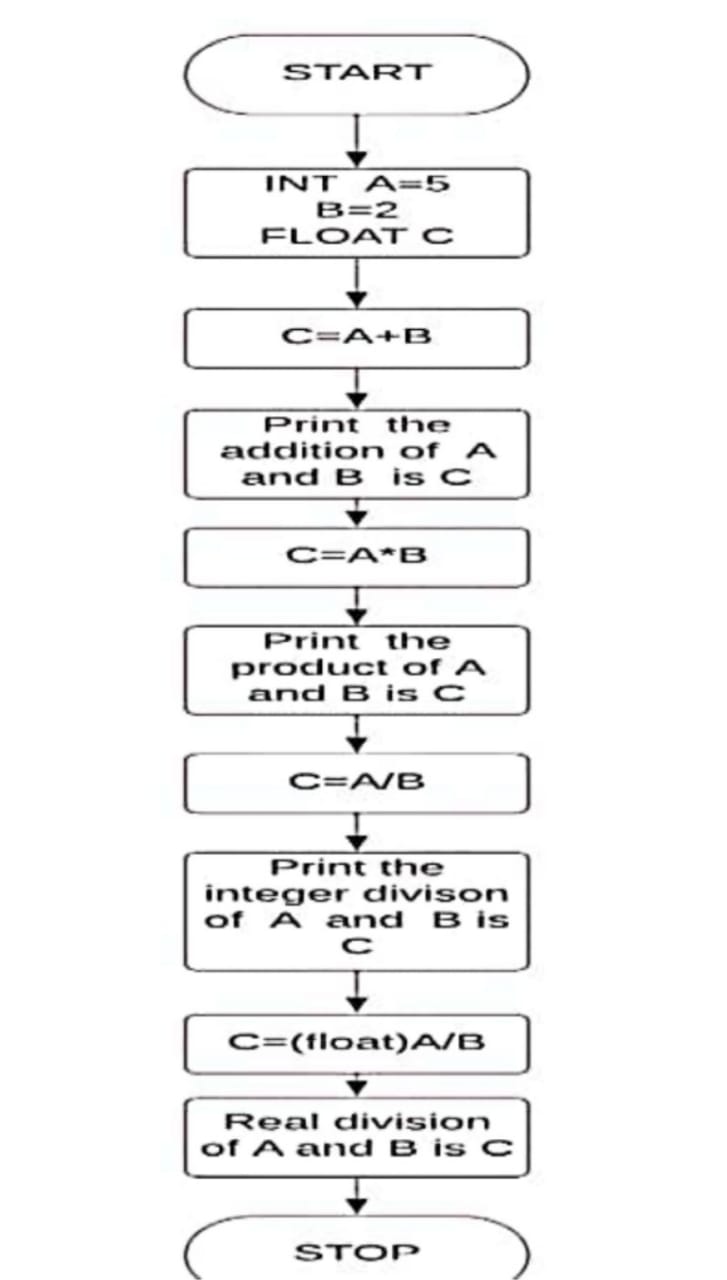 START
INT A=5
B=2
FLOAT C
C=A+B
Print the
addition of A
and B is C
C=A*B
Print the
product of A
and B is C
C=A/B
Print the
integer divison
of A and B is
C
C=(float)A/B
Real division
of A and B is C
STOP